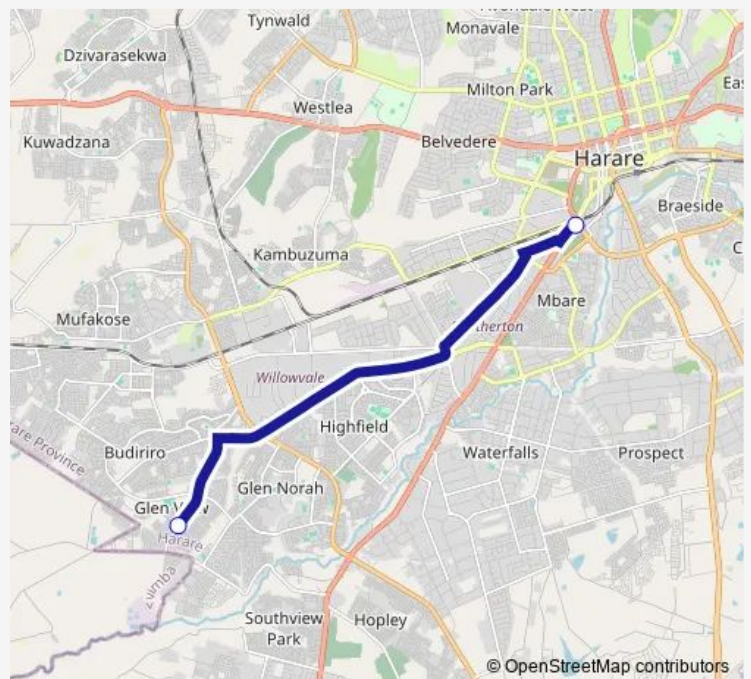 Tynwald
Monavale
Dzivarasekwa
Milton Park
Westlea
Kuwadzana
Belvedere
Harare
Braeside
Kambuzuma
Mbare
Mufakose
Willowvale
Highfield
Budiriro
Waterfalls
Prospect
Glen Norah
Harare
Southview
Park
Hopley
© OpenStreetMap contributors